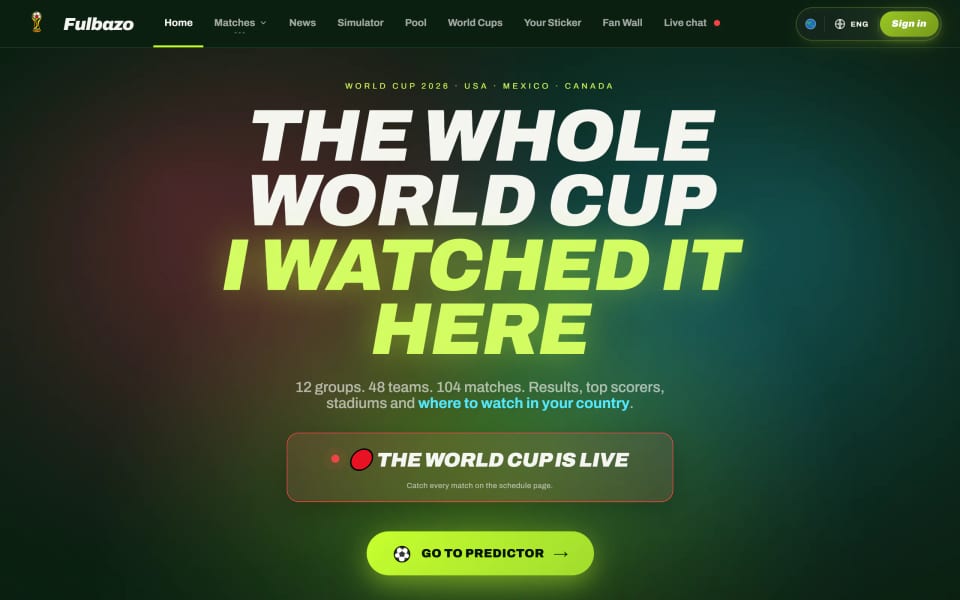 Fulbazo
Home
Matches
News
Simulator
Pool
World Cups
Your Sticker
Fan Wall
Live chat
ENG
Sign in
WORLD CUP 2026 · USA · MEXICO · CANADA
THE WHOLE
WORLD CUP
I WATCHED IT
HERE
12 groups. 48 teams. 104 matches. Results, top scorers,
stadiums and where to watch in your country.
THE WORLD CUP IS LIVE
Catch every match on the schedule page.
GO TO PREDICTOR →